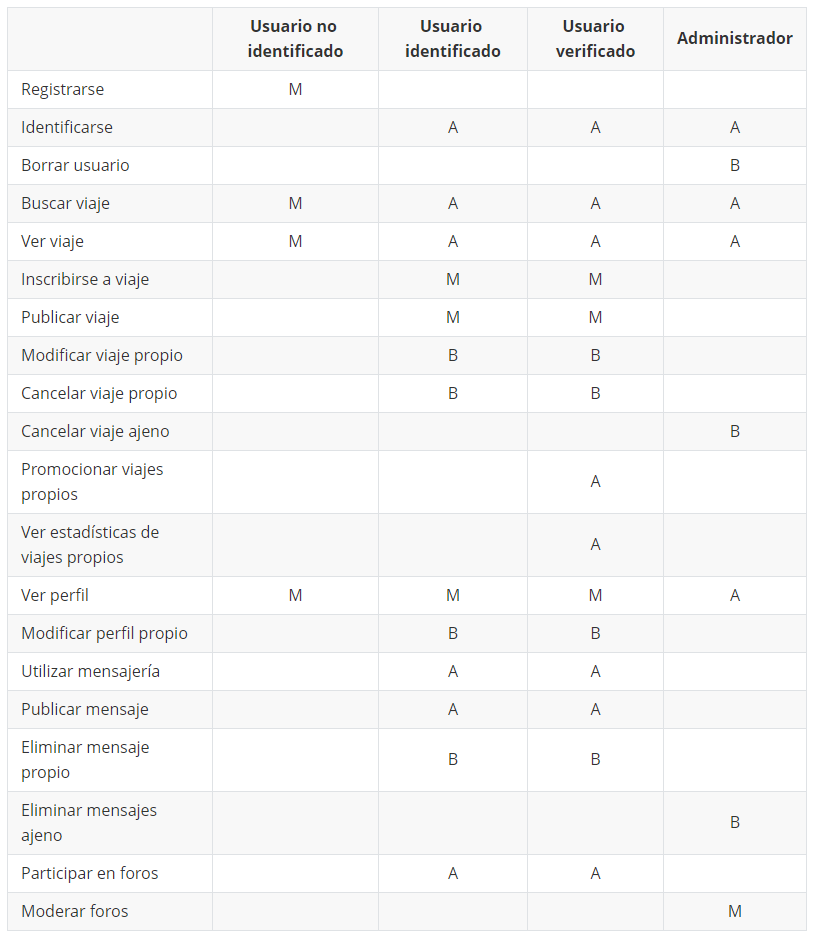 Usuario no identificado Usuario identificado Usuario verificado Administrador
Registrarse M
Identificarse A A A
Borrar usuario B
Buscar viaje M A A A
Ver viaje M A A A
Inscribirse a viaje M M
Publicar viaje M M
Modificar viaje propio B B
Cancelar viaje propio B B
Cancelar viaje ajeno B
Promocionar viajes
propios A
Ver estadísticas de
viajes propios A
Ver perfil M M M A
Modificar perfil propio B B
Utilizar mensajería A A
Publicar mensaje A A
Eliminar mensaje
propio B B
Eliminar mensajes
ajeno B
Participar en foros A A
Moderar foros M